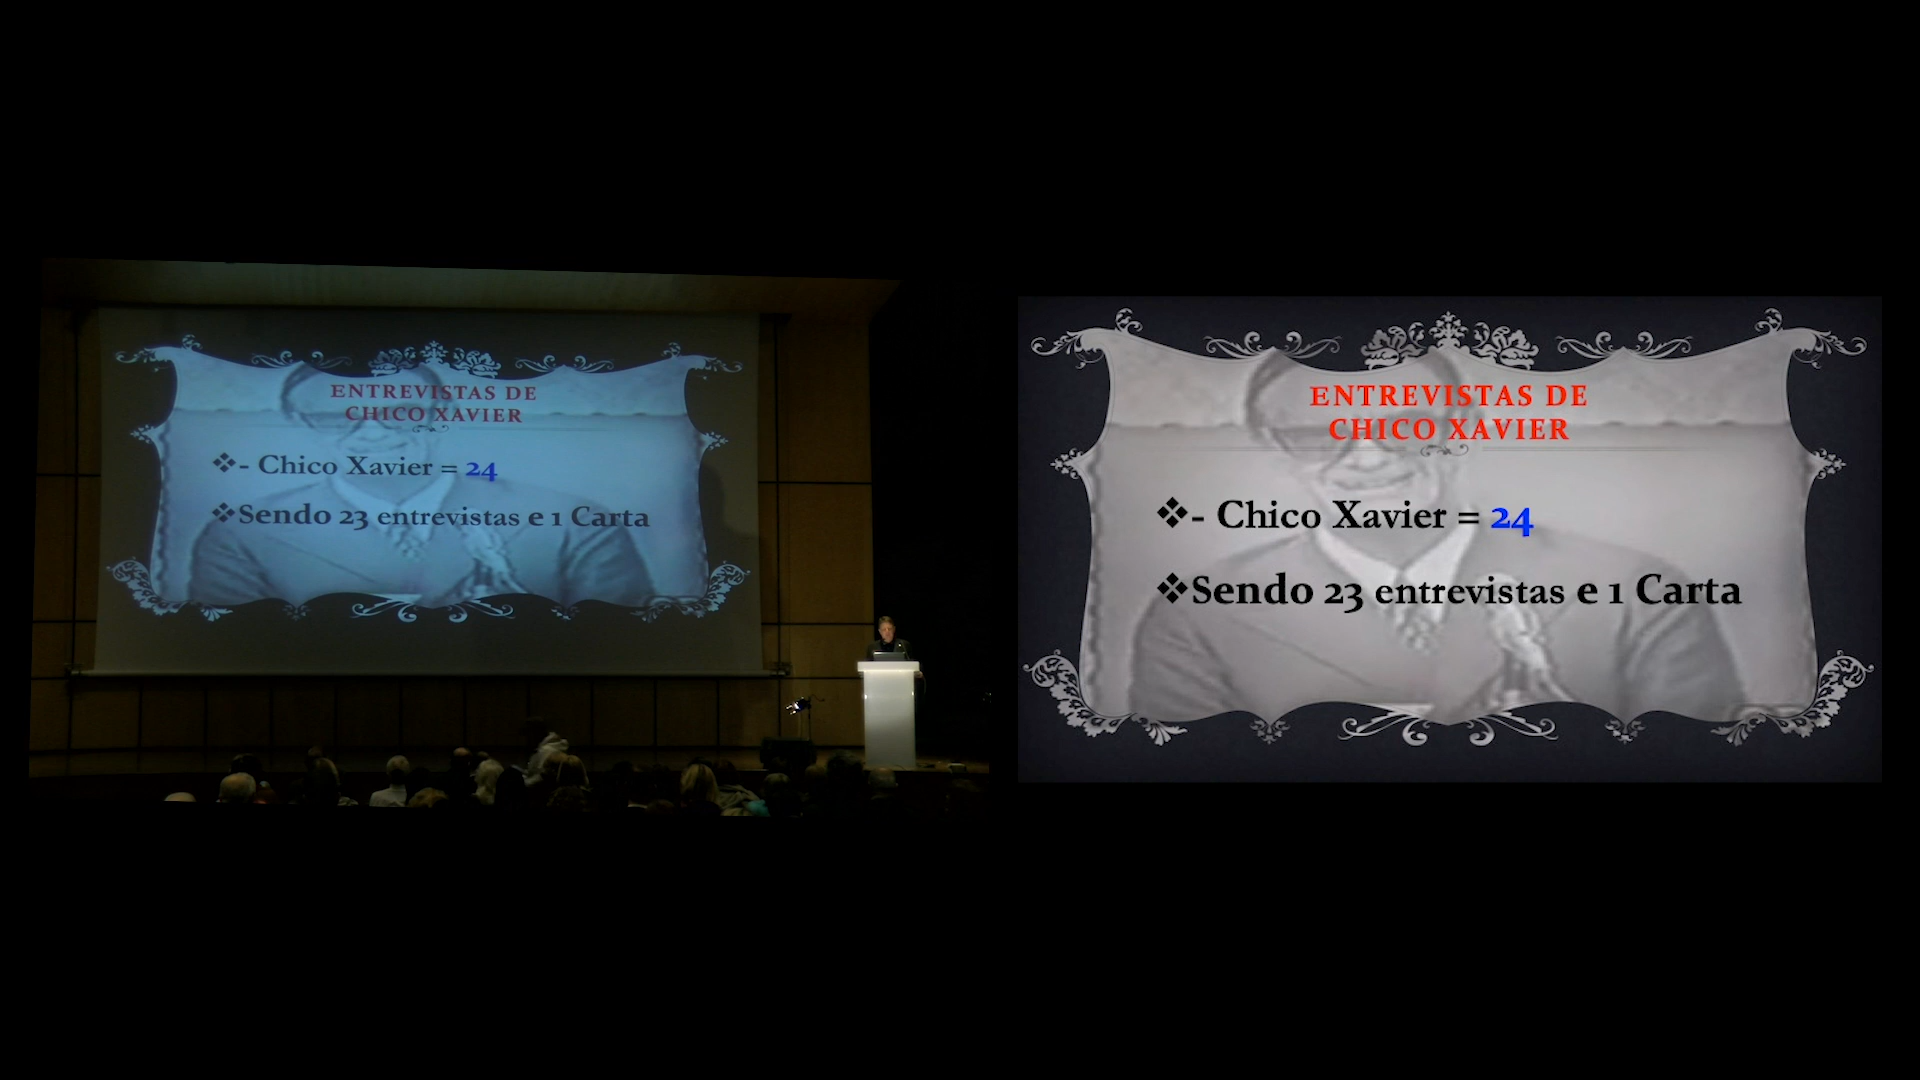 ENTREVISTAS DE
CHICO XAVIER
❖- Chico Xavier = 24
❖Sendo 23 entrevistas e 1 Carta
ENTREVISTAS DE
CHICO XAVIER
❖- Chico Xavier = 24
❖Sendo 23 entrevistas e 1 Carta